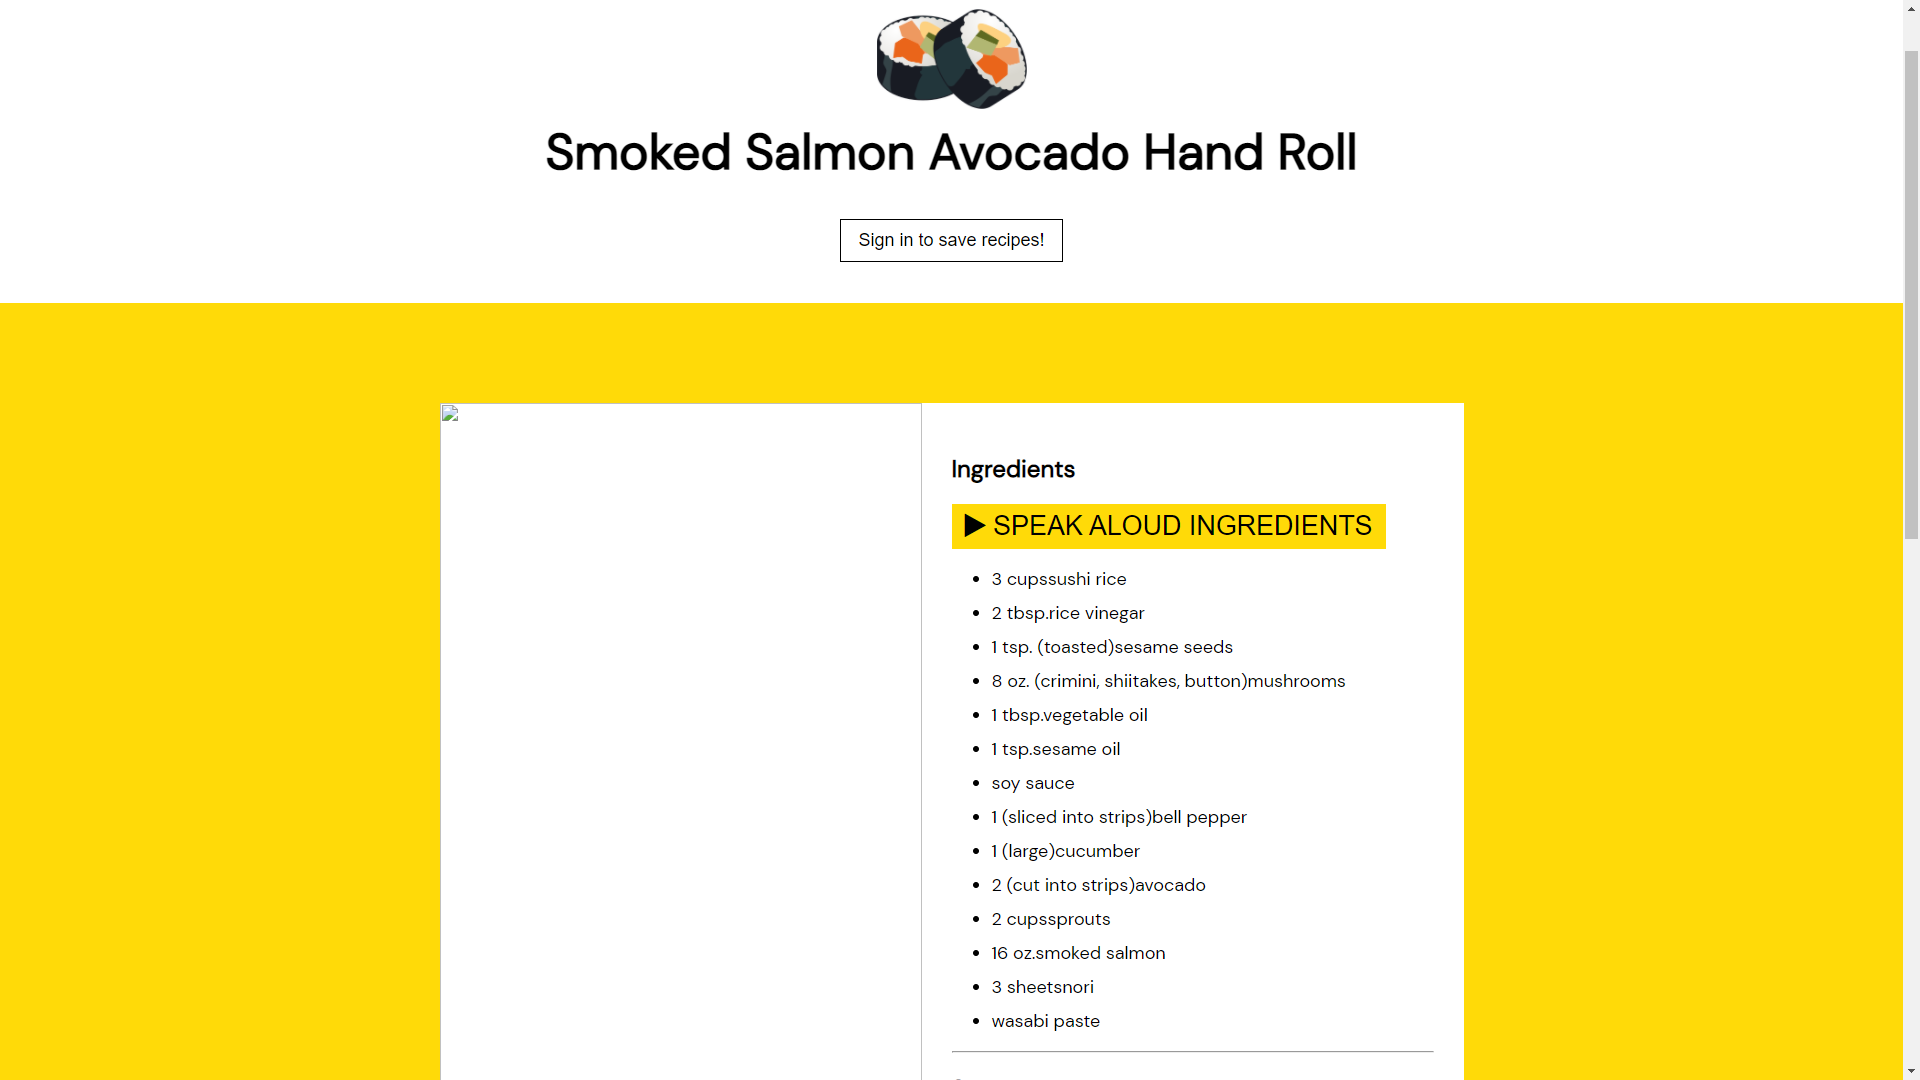 Smoked Salmon Avocado Hand Roll
Sign in to save recipes!
Ingredients
▶ SPEAK ALOUD INGREDIENTS
3 cupssushi rice
2 tbsp.rice vinegar
1 tsp. (toasted)sesame seeds
8 oz. (crimini, shiitakes, button)mushrooms
1 tbsp.vegetable oil
1 tsp.sesame oil
soy sauce
1 (sliced into strips)bell pepper
1 (large)cucumber
2 (cut into strips)avocado
2 cupssprouts
16 oz.smoked salmon
3 sheetsnori
wasabi paste